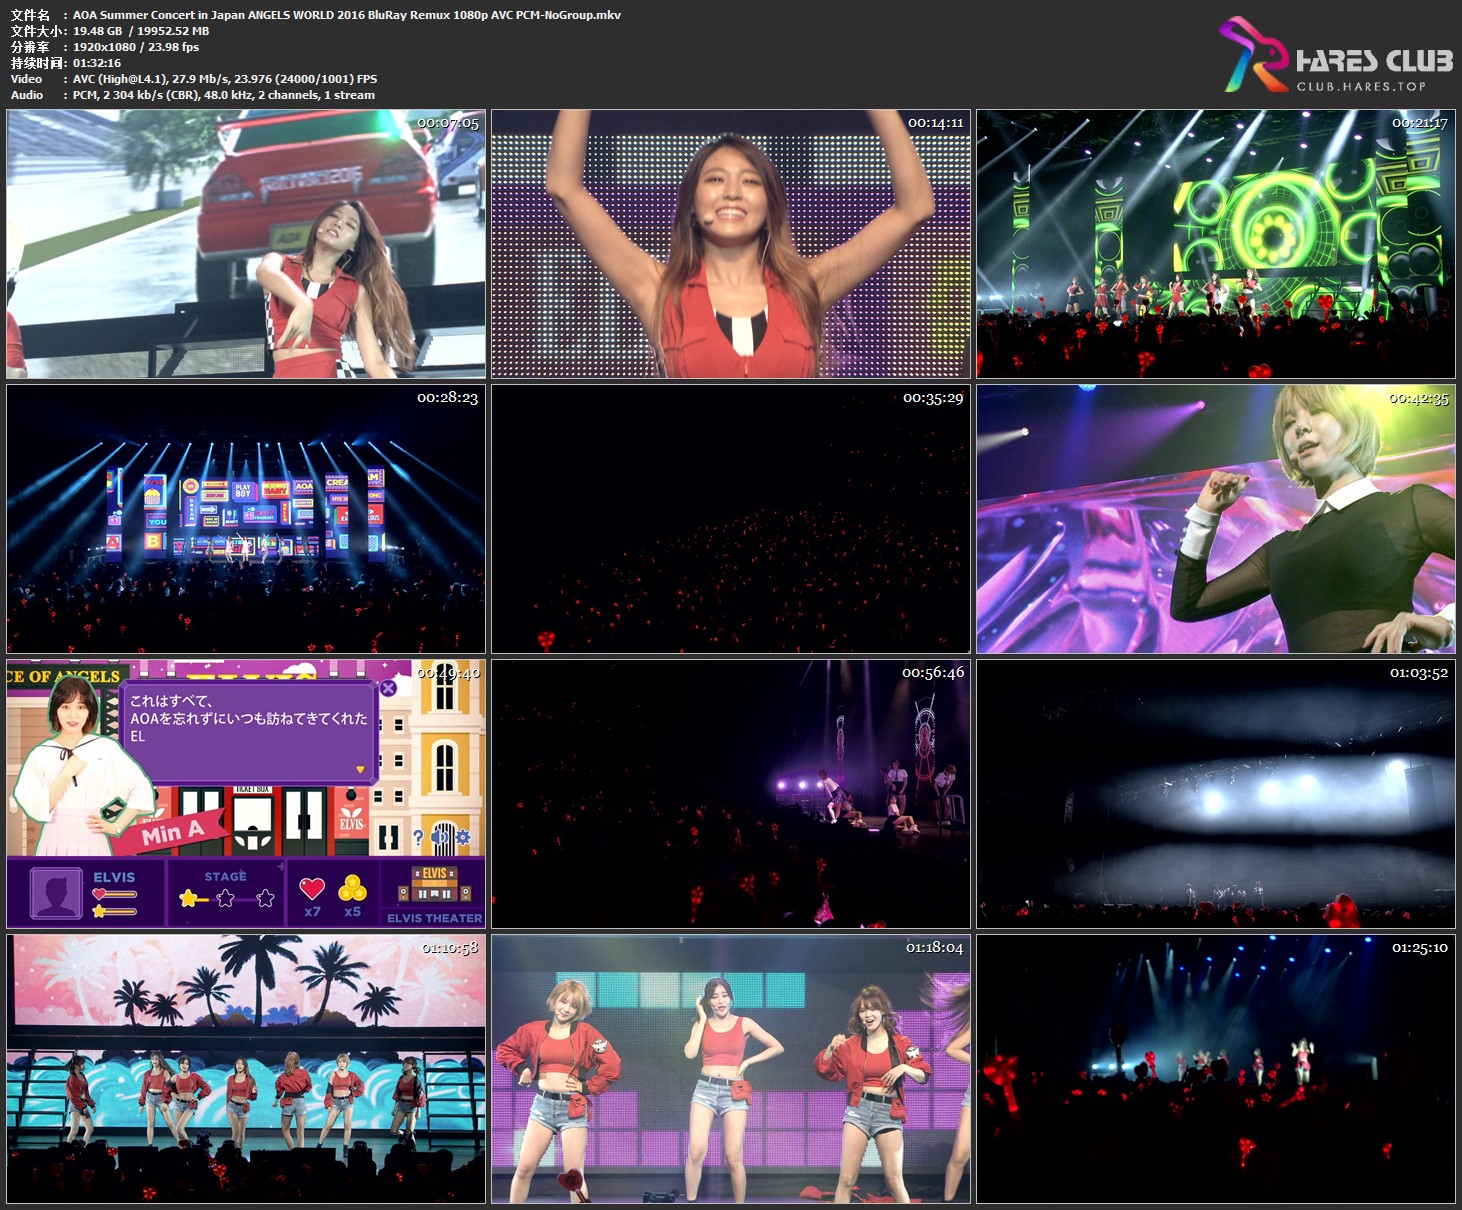 文件名 : AOA Summer Concert in Japan ANGELS WORLD 2016 BluRay Remux 1080p AVC PCM-NoGroup.mkv
文件大小: 19.48 GB / 19952.52 MB
分辨率 : 1920x1080 / 23.98 fps
持续时间: 01:32:16
Video : AVC (High@L4.1), 27.9 Mb/s, 23.976 (24000/1001) FPS
Audio : PCM, 2 304 kb/s (CBR), 48.0 kHz, 2 channels, 1 stream
HARES CLUB
CLUB.HARES.TOP
00:07:05
ANGELS WORLD 2016
AOA
00:14:11
00:21:17
00:28:23
PLAY BOY
AOA
CREA
DREAM
YOU
A
B
00:35:29
00:42:35
00:49:40
CE OF ANGELS
ELVIS
これはすべて、
AOAを忘れずにいつも訪ねてきてくれた
EL
TICKET BOX
ELVIS
Min A
?
ELVIS
STAGE
x7
x5
ELVIS
ELVIS THEATER
00:56:46
01:03:52
01:10:58
01:18:04
01:25:10